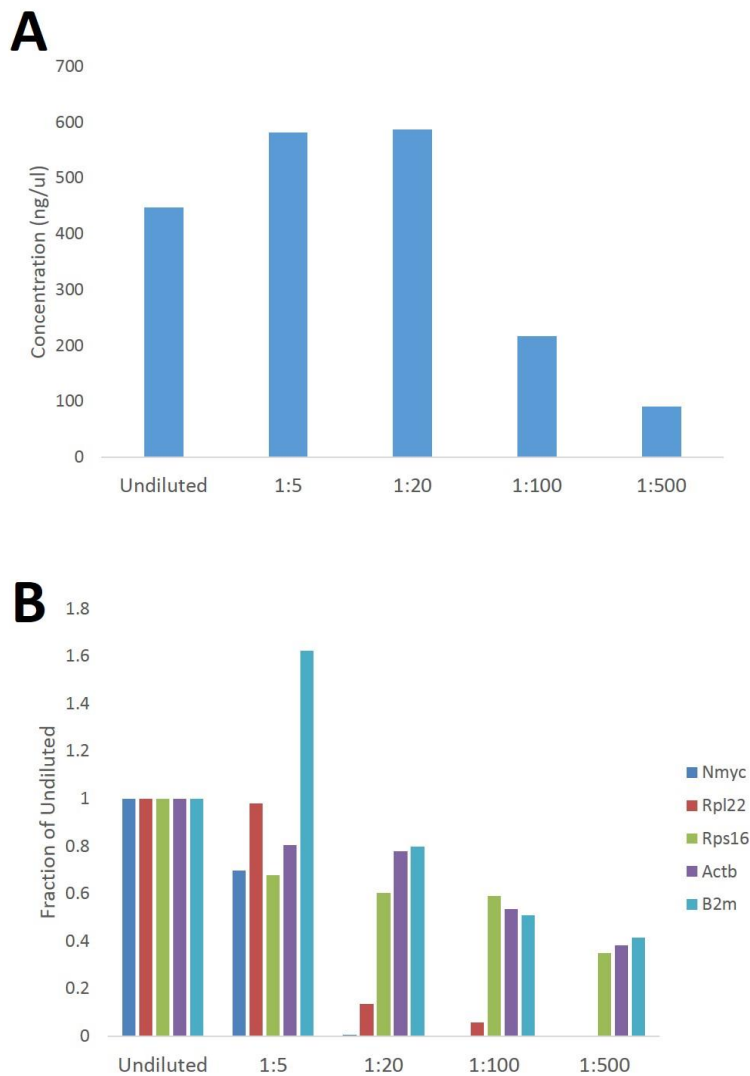 A
700
600
500
400
300
200
100
0
Concentration (ng/ul)
Undiluted 1:5 1:20 1:100 1:500
B
1.8
1.6
1.4
1.2
1
0.8
0.6
0.4
0.2
0
Fraction of Undiluted
Undiluted 1:5 1:20 1:100 1:500
Nmyc
Rpl22
Rps16
Actb
B2m